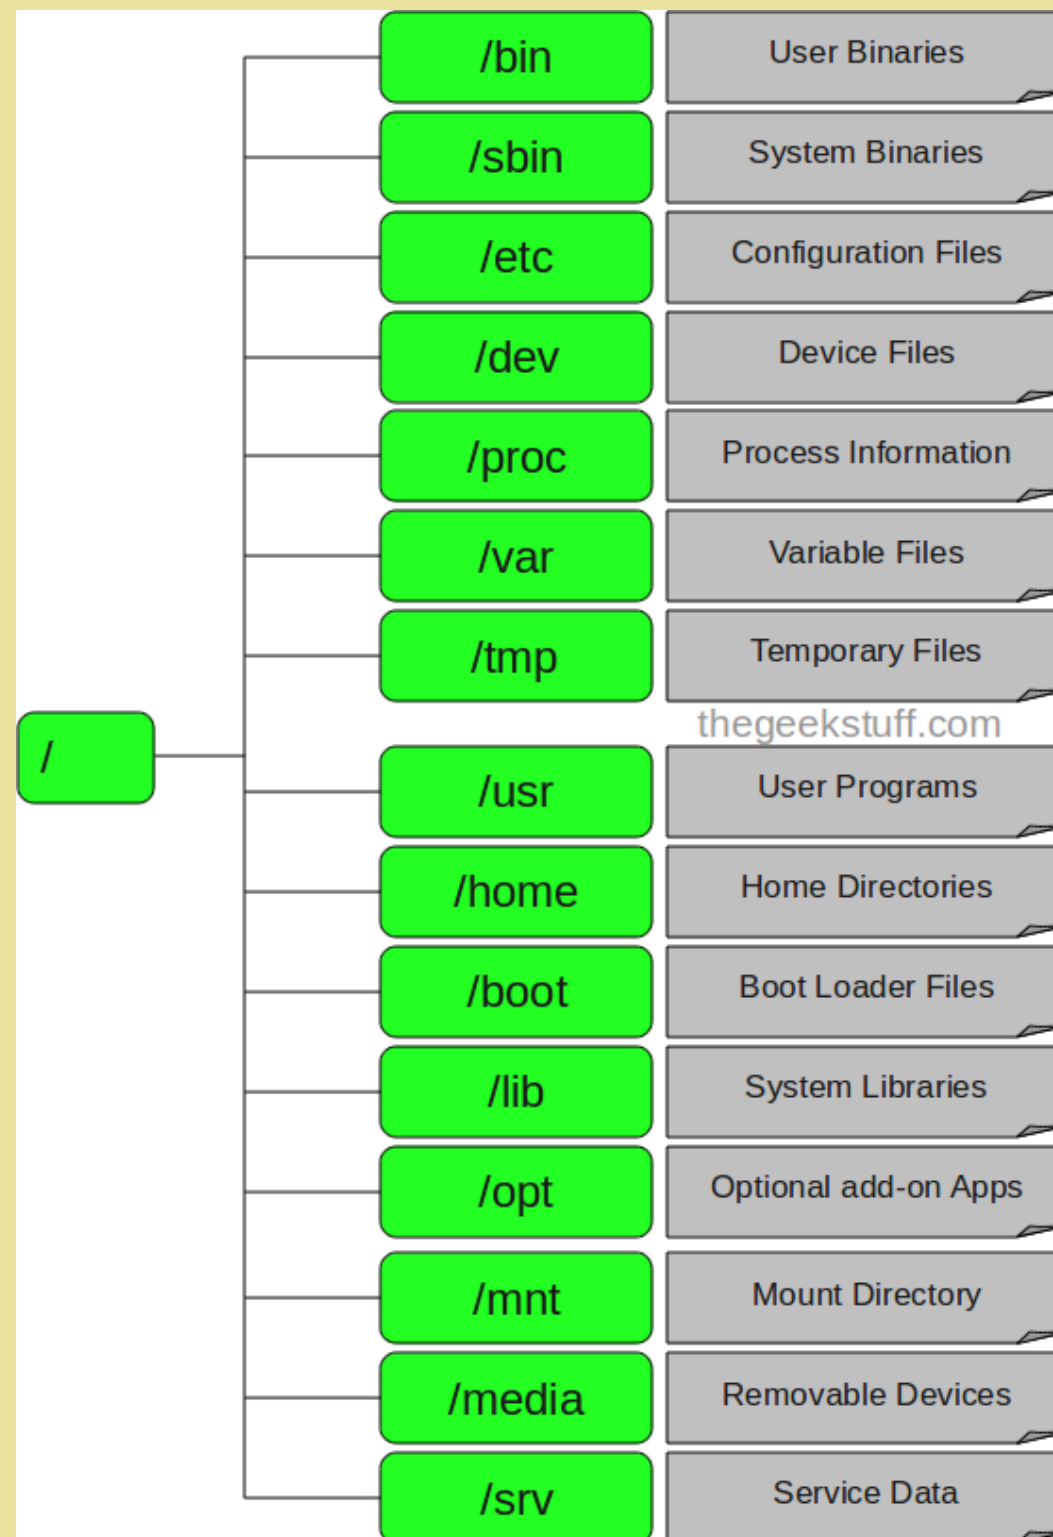 /bin User Binaries
/sbin System Binaries
/etc Configuration Files
/dev Device Files
/proc Process Information
/var Variable Files
/tmp Temporary Files
thegeekstuff.com
/
/usr User Programs
/home Home Directories
/boot Boot Loader Files
/lib System Libraries
/opt Optional add-on Apps
/mnt Mount Directory
/media Removable Devices
/srv Service Data